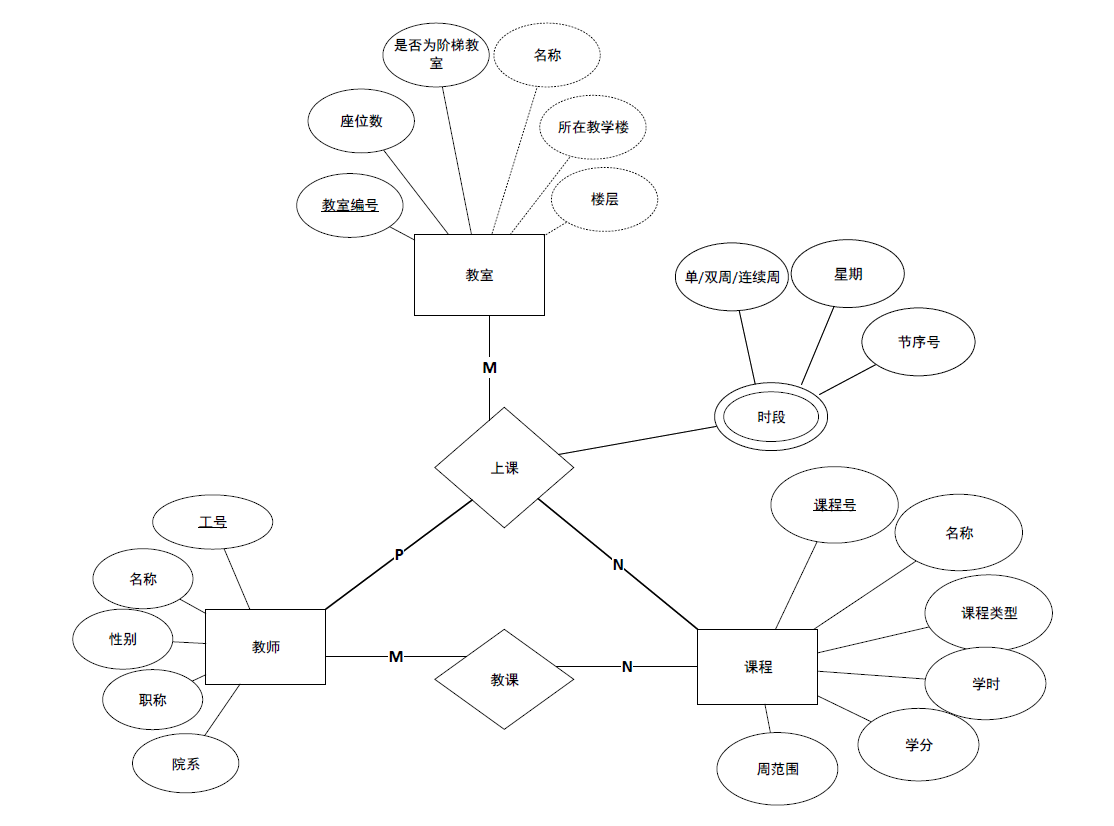 是否为阶梯教
室
名称
座位数
所在教学楼
教室编号
楼层
教室
单/双周/连续周
星期
节序号
M
时段
上课
课程号
工号
名称
P
N
名称
课程类型
性别
教师
M
教课
N
课程
学时
职称
学分
院系
周范围